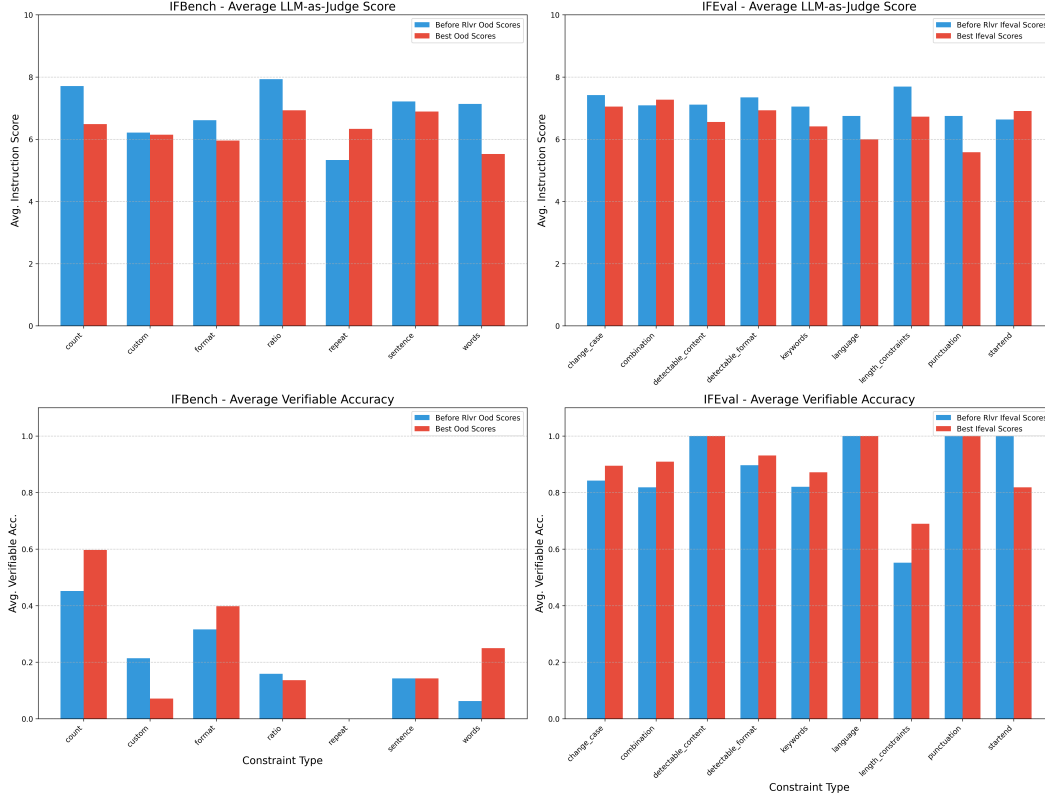 IFBench - Average LLM-as-Judge Score
Avg. Instruction Score
10
8
6
4
2
0
Before Rlvr Ood Scores
Best Ood Scores
count
custom
format
ratio
repeat
sentence
words
IFEval - Average LLM-as-Judge Score
Avg. Instruction Score
10
8
6
4
2
0
Before Rlvr Ifeval Scores
Best Ifeval Scores
change_case
combination
detectable_content
detectable_format
keywords
language
length_constraints
punctuation
startend
IFBench - Average Verifiable Accuracy
Avg. Verifiable Acc.
1.0
0.8
0.6
0.4
0.2
0.0
Before Rlvr Ood Scores
Best Ood Scores
count
custom
format
ratio
repeat
sentence
words
Constraint Type
IFEval - Average Verifiable Accuracy
Avg. Verifiable Acc.
1.0
0.8
0.6
0.4
0.2
0.0
Before Rlvr Ifeval Scores
Best Ifeval Scores
change_case
combination
detectable_content
detectable_format
keywords
language
length_constraints
punctuation
startend
Constraint Type